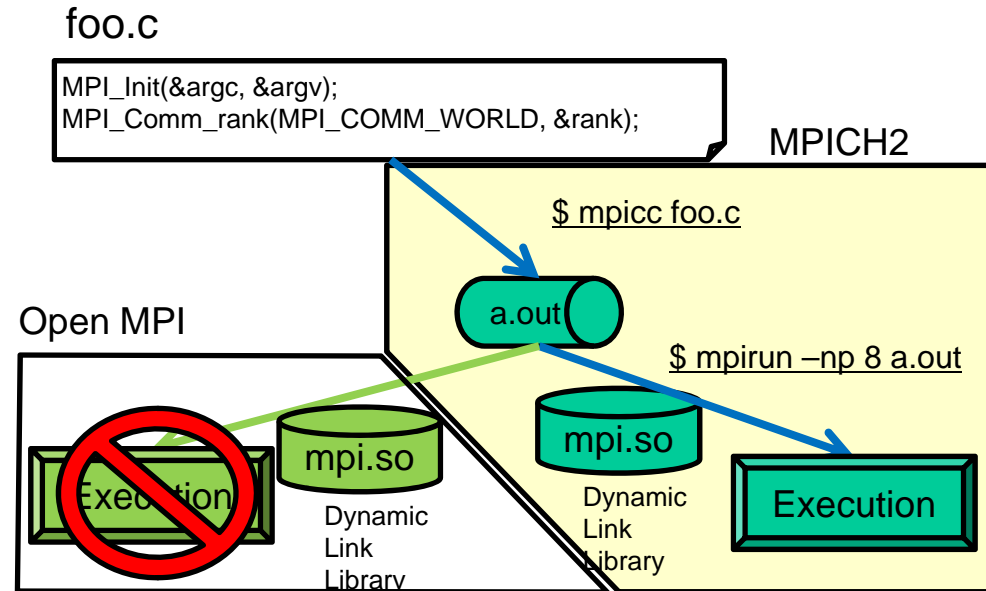 foo.c
MPI_Init(&argc, &argv);
MPI_Comm_rank(MPI_COMM_WORLD, &rank);
MPICH2
$ mpicc foo.c
a.out
Open MPI
$ mpirun –np 8 a.out
mpi.so
mpi.so
Execution
Execution
Dynamic
Link
Library
Dynamic
Link
Library